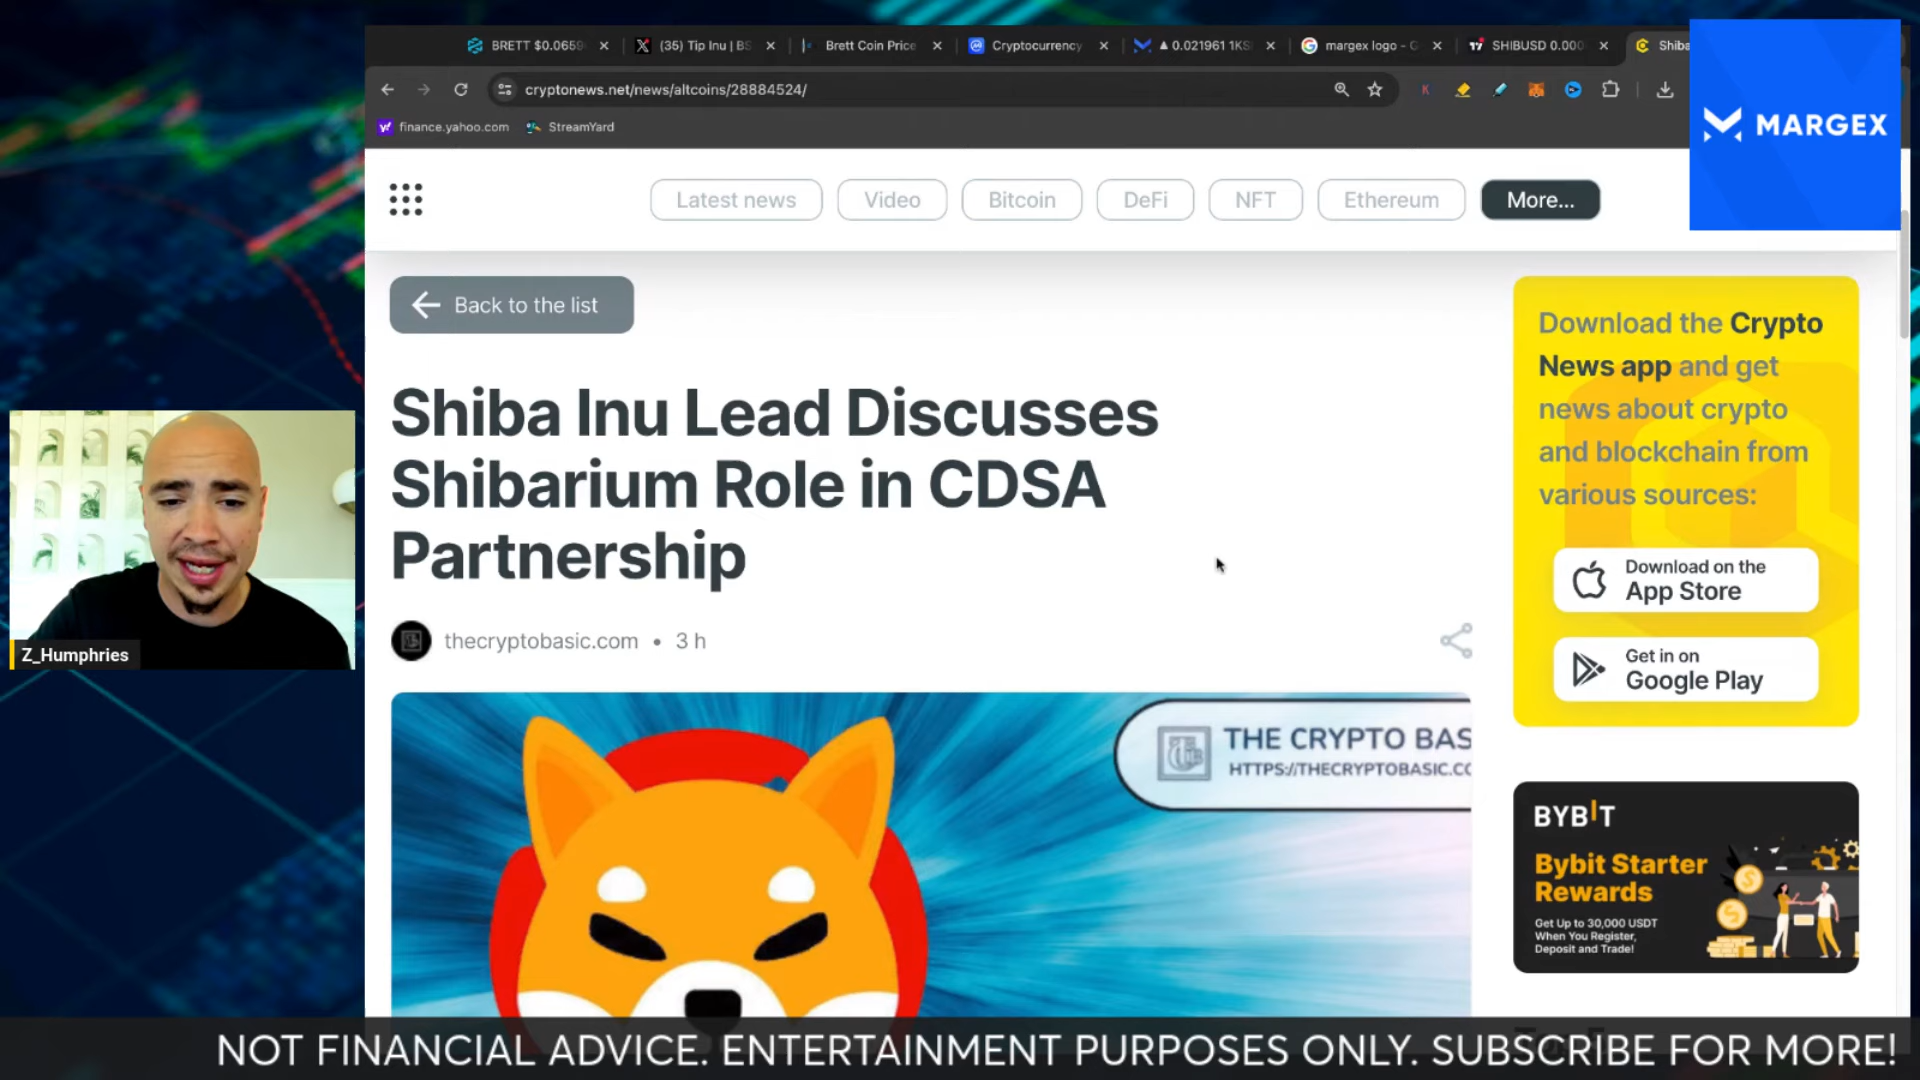 BRETT $0.0659
(35) Tip Inu | BS
Brett Coin Price
Cryptocurrency
▲ 0.021961 1KS
margex logo - G
SHIBUSD 0.000
Shiba
cryptonews.net/news/altcoins/28884524/
finance.yahoo.com
StreamYard
MARGEX
Latest news
Video
Bitcoin
DeFi
NFT
Ethereum
More...
Back to the list
Shiba Inu Lead Discusses
Shibarium Role in CDSA
Partnership
thecryptobasic.com • 3 h
THE CRYPTO BAS
HTTPS://THECRYPTOBASIC.CO
Download the Crypto
News app and get
news about crypto
and blockchain from
various sources:
Download on the
App Store
Get in on
Google Play
BYBIT
Bybit Starter
Rewards
Get Up to 30,000 USDT
When You Register,
Deposit and Trade!
Z_Humphries
NOT FINANCIAL ADVICE. ENTERTAINMENT PURPOSES ONLY. SUBSCRIBE FOR MORE!